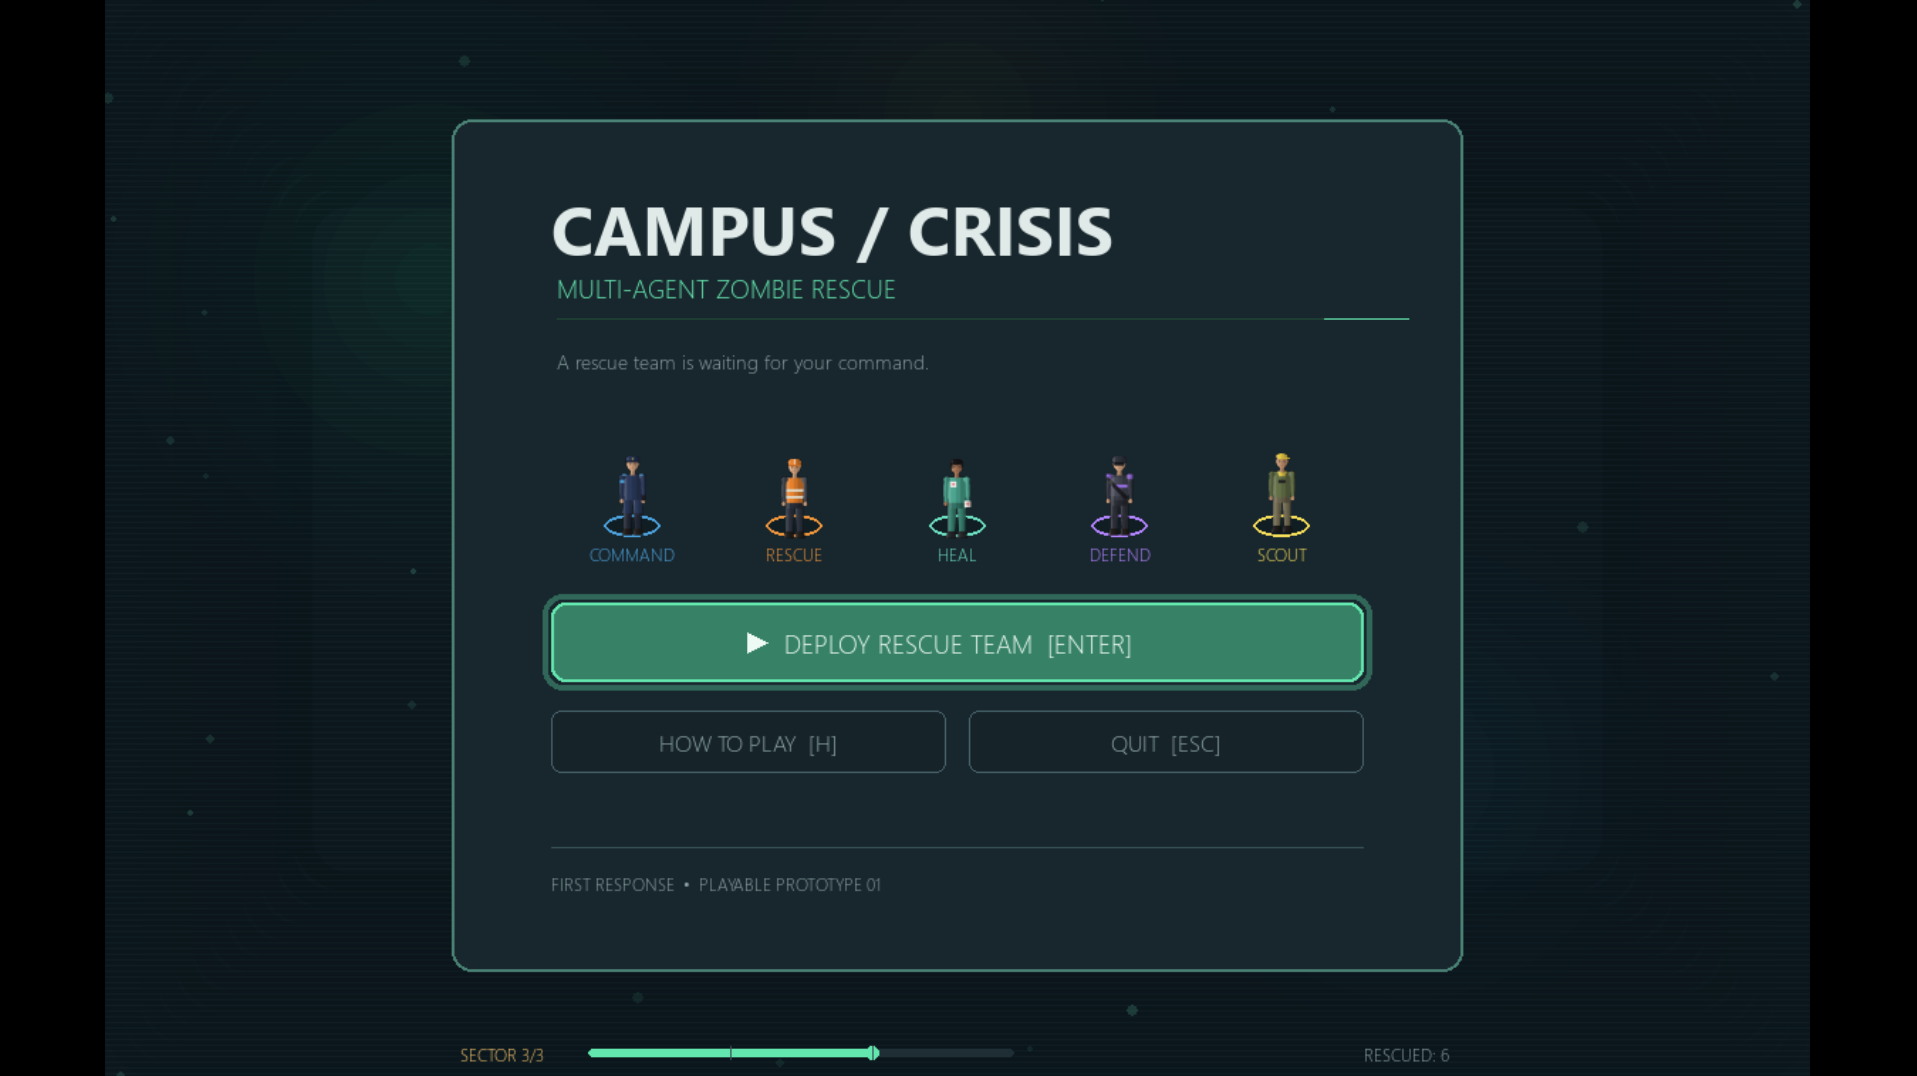 CAMPUS / CRISIS
MULTI-AGENT ZOMBIE RESCUE
A rescue team is waiting for your command.
COMMAND RESCUE HEAL DEFEND SCOUT
DEPLOY RESCUE TEAM [ENTER]
HOW TO PLAY [H] QUIT [ESC]
FIRST RESPONSE • PLAYABLE PROTOTYPE 01
SECTOR 3/3 RESCUED: 6